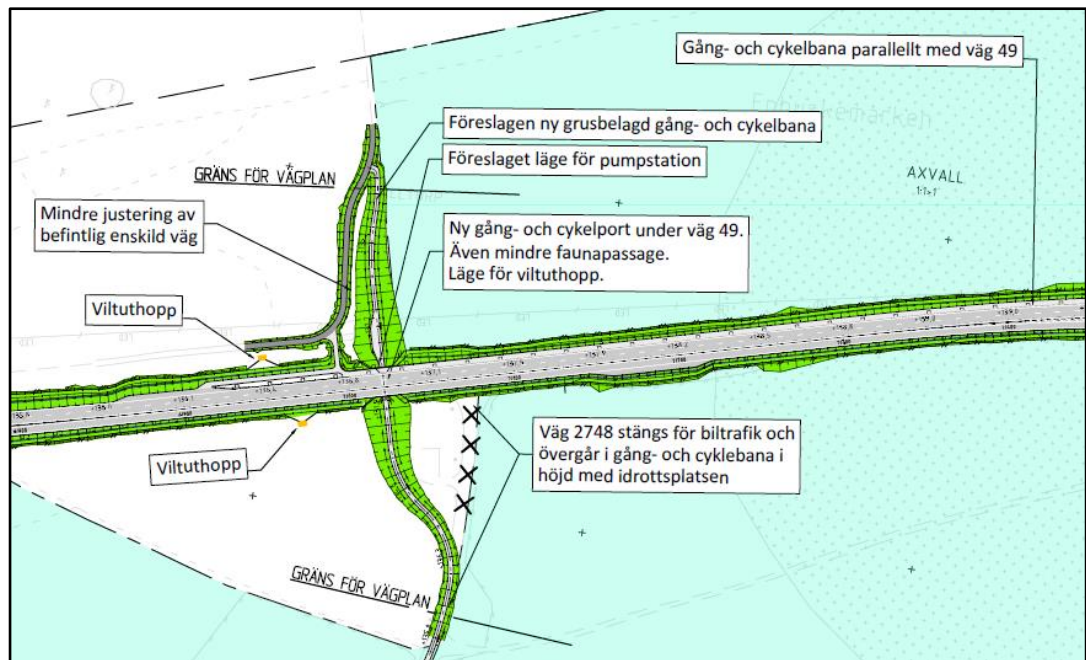 Gång- och cykelbana parallellt med väg 49
Föreslagen ny grusbelagd gång- och cykelbana
Föreslaget läge för pumpstation
GRÄNS FÖR VÄGPLAN
AXVALL
1:1>1
Mindre justering av
befintlig enskild väg
Ny gång- och cykelport under väg 49.
Även mindre faunapassage.
Läge för viltuthopp.
Viltuthopp
Viltuthopp
Väg 2748 stängs för biltrafik och
övergår i gång- och cyklebana i
höjd med idrottsplatsen
GRÄNS FÖR VÄGPLAN